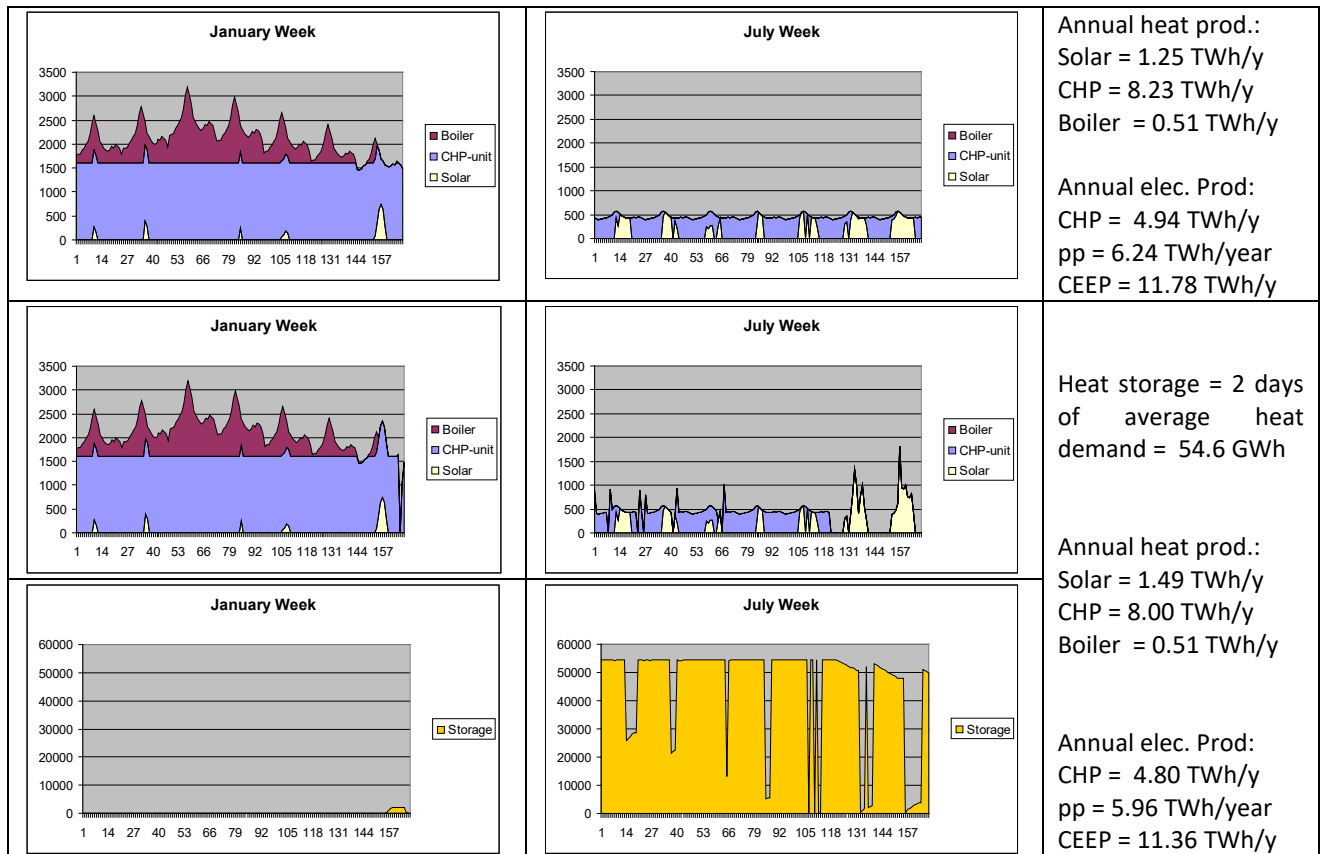 January Week
3500
3000
2500
2000
1500
1000
500
0
1 14 27 40 53 66 79 92 105 118 131 144 157
Boiler
CHP-unit
Solar
July Week
3500
3000
2500
2000
1500
1000
500
0
1 14 27 40 53 66 79 92 105 118 131 144 157
Boiler
CHP-unit
Solar
Annual heat prod.:
Solar = 1.25 TWh/y
CHP = 8.23 TWh/y
Boiler = 0.51 TWh/y
Annual elec. Prod:
CHP = 4.94 TWh/y
pp = 6.24 TWh/year
CEEP = 11.78 TWh/y
January Week
3500
3000
2500
2000
1500
1000
500
0
1 14 27 40 53 66 79 92 105 118 131 144 157
Boiler
CHP-unit
Solar
July Week
3500
3000
2500
2000
1500
1000
500
0
1 14 27 40 53 66 79 92 105 118 131 144 157
Boiler
CHP-unit
Solar
January Week
60000
50000
40000
30000
20000
10000
0
1 14 27 40 53 66 79 92 105 118 131 144 157
Storage
July Week
60000
50000
40000
30000
20000
10000
0
1 14 27 40 53 66 79 92 105 118 131 144 157
Storage
Heat storage = 2 days
of average heat
demand = 54.6 GWh
Annual heat prod.:
Solar = 1.49 TWh/y
CHP = 8.00 TWh/y
Boiler = 0.51 TWh/y
Annual elec. Prod:
CHP = 4.80 TWh/y
pp = 5.96 TWh/year
CEEP = 11.36 TWh/y